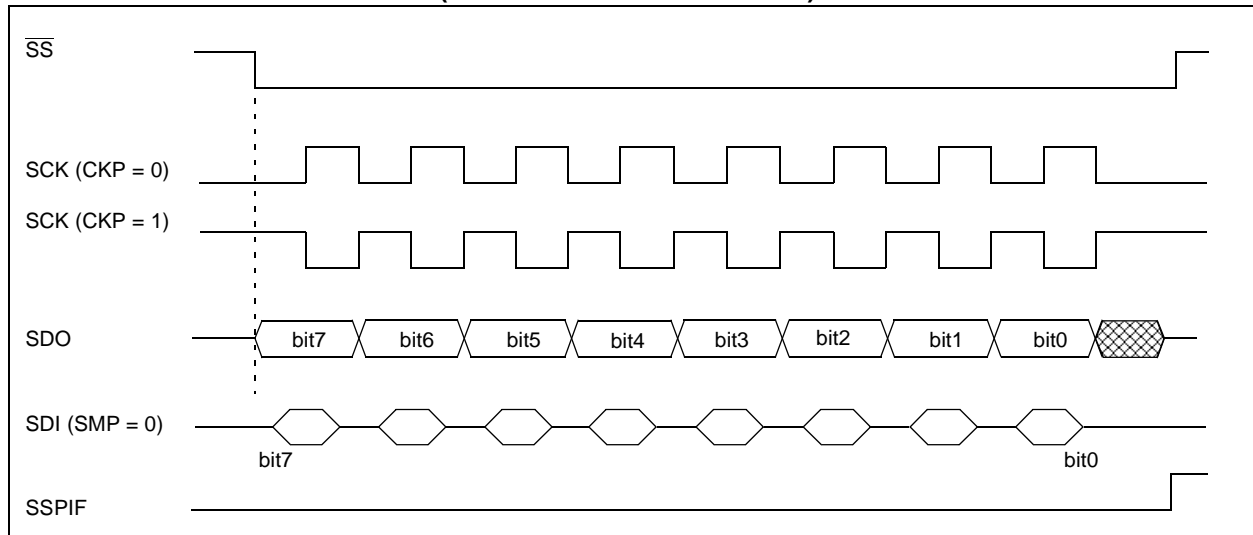 SS
SCK (CKP = 0)
SCK (CKP = 1)
SDO
bit7 bit6 bit5 bit4 bit3 bit2 bit1 bit0
SDI (SMP = 0)
bit7 bit0
SSPIF